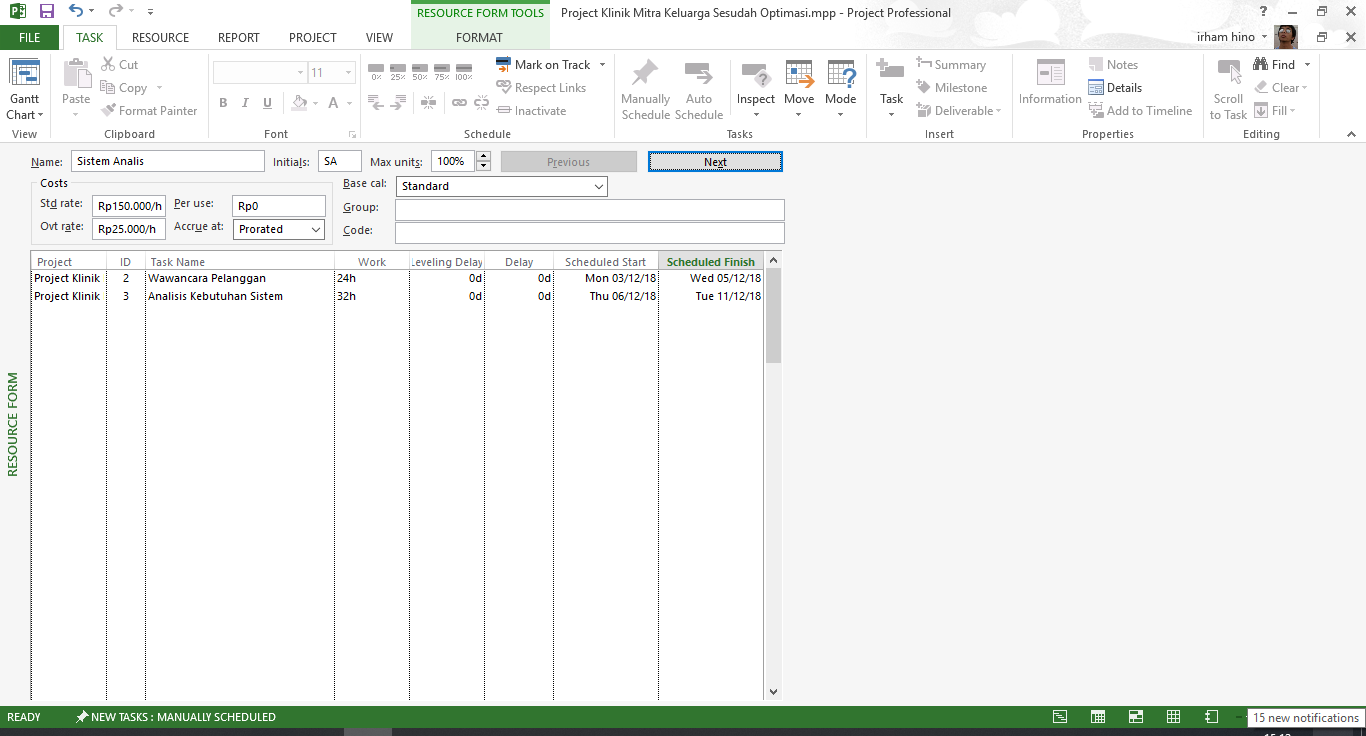 RESOURCE FORM TOOLS Project Klinik Mitra Keluarga Sesudah Optimasi.mpp - Project Professional ?
FILE TASK RESOURCE REPORT PROJECT VIEW FORMAT irham hino
Gantt Chart
View
Paste
Cut
Copy
Format Painter
Clipboard
11
B I U A
Font
0% 25% 50% 75% 100%
Mark on Track
Respect Links
Inactivate
Schedule
Manually Schedule
Auto Schedule
Inspect
Move
Mode
Tasks
Task
Summary
Milestone
Deliverable
Insert
Information
Notes
Details
Add to Timeline
Properties
Scroll to Task
Find
Clear
Fill
Editing
Name: Sistem Analis Initials: SA Max units: 100% Previous Next
Costs Base cal: Standard
Std rate: Rp150.000/h Per use: Rp0 Group:
Ovt rate: Rp25.000/h Accrue at: Prorated Code:
Project ID Task Name Work Leveling Delay Delay Scheduled Start Scheduled Finish
Project Klinik 2 Wawancara Pelanggan 24h 0d 0d Mon 03/12/18 Wed 05/12/18
Project Klinik 3 Analisis Kebutuhan Sistem 32h 0d 0d Thu 06/12/18 Tue 11/12/18
RESOURCE FORM
READY NEW TASKS : MANUALLY SCHEDULED
15 new notifications